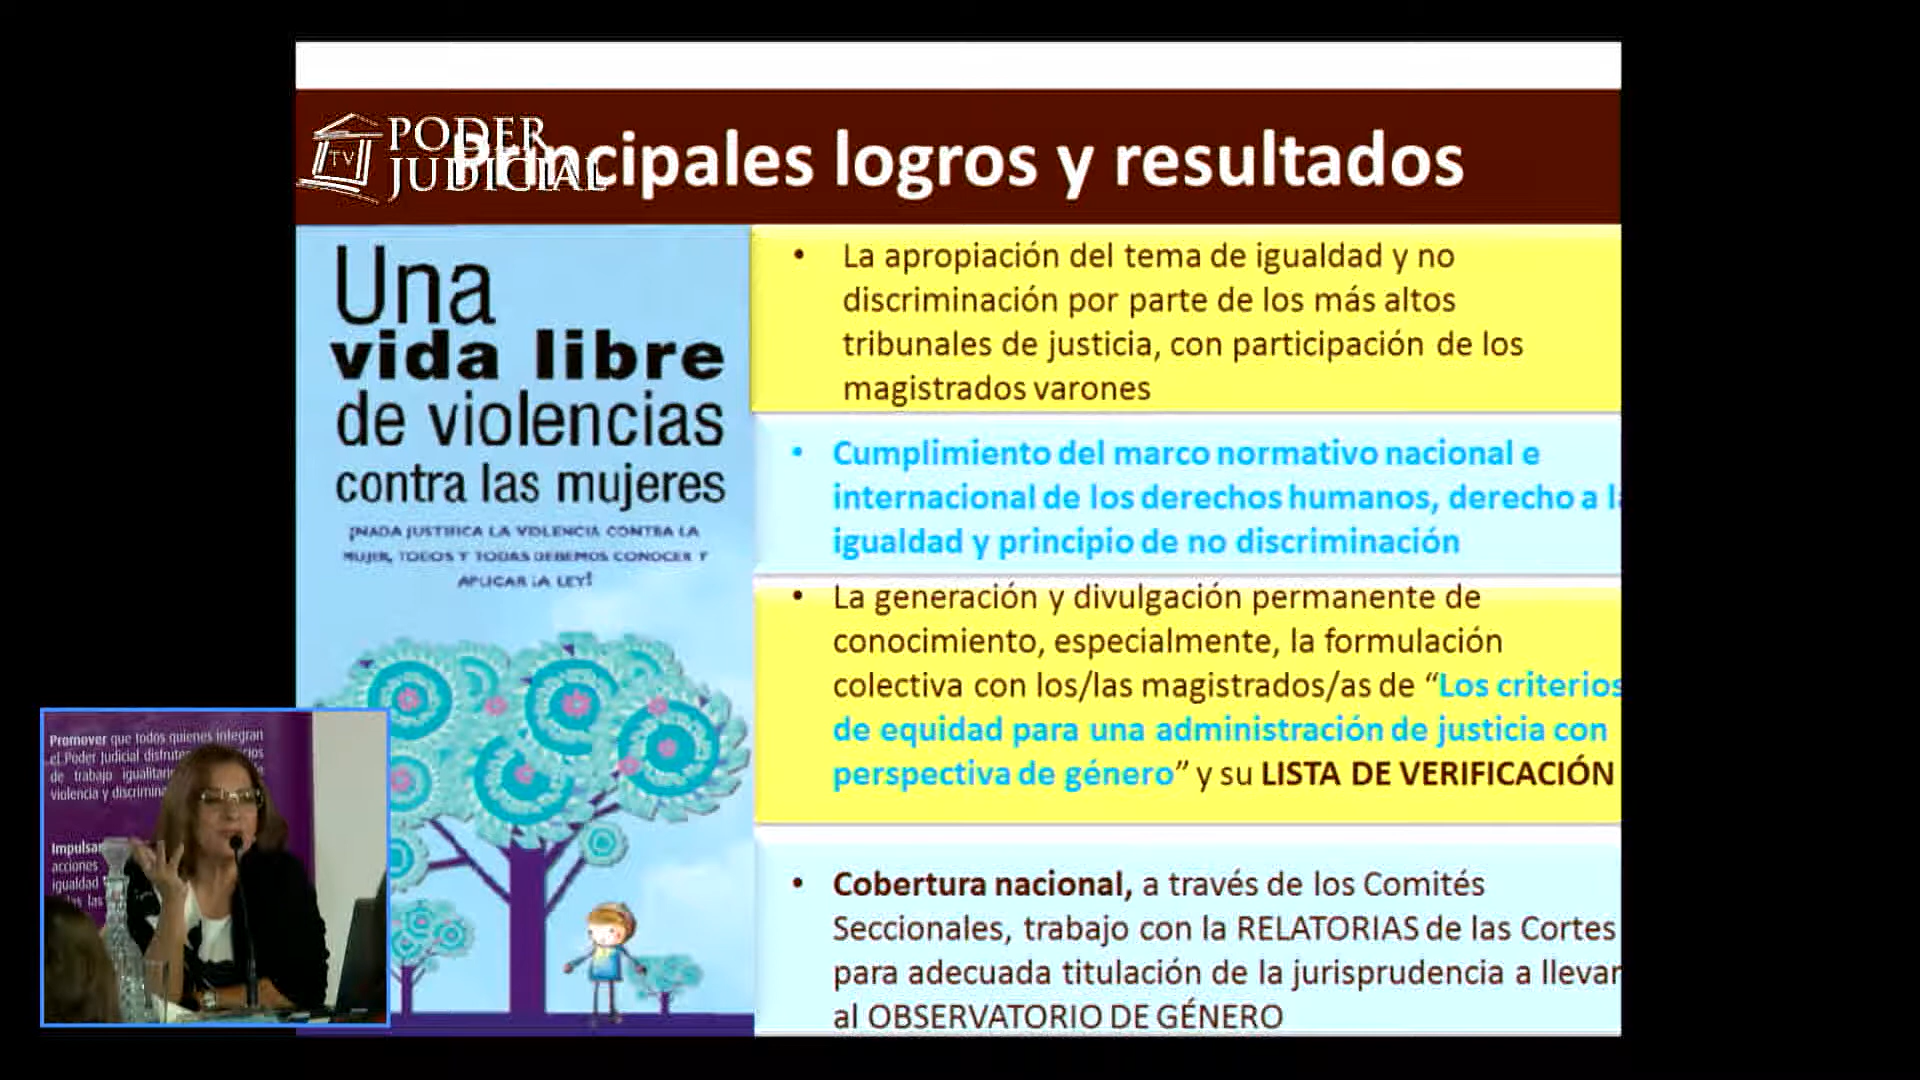 PODER
JUDICIAL
TV
Principales logros y resultados
Una
vida libre
de violencias
contra las mujeres
¡NADA JUSTIFICA LA VIOLENCIA CONTRA LA
MUJER, TODOS Y TODAS DEBEMOS CONOCER Y
APLICAR LA LEY!
• La apropiación del tema de igualdad y no
discriminación por parte de los más altos
tribunales de justicia, con participación de los
magistrados varones
• Cumplimiento del marco normativo nacional e
internacional de los derechos humanos, derecho a l
igualdad y principio de no discriminación
• La generación y divulgación permanente de
conocimiento, especialmente, la formulación
colectiva con los/las magistrados/as de “Los criterios
de equidad para una administración de justicia con
perspectiva de género” y su LISTA DE VERIFICACIÓN
• Cobertura nacional, a través de los Comités
Seccionales, trabajo con la RELATORIAS de las Cortes
para adecuada titulación de la jurisprudencia a llevar
al OBSERVATORIO DE GÉNERO
Promover que todos quienes integran
el Poder Judicial
de trabajo
violencia y
Impulsar
acciones
igualdad
las